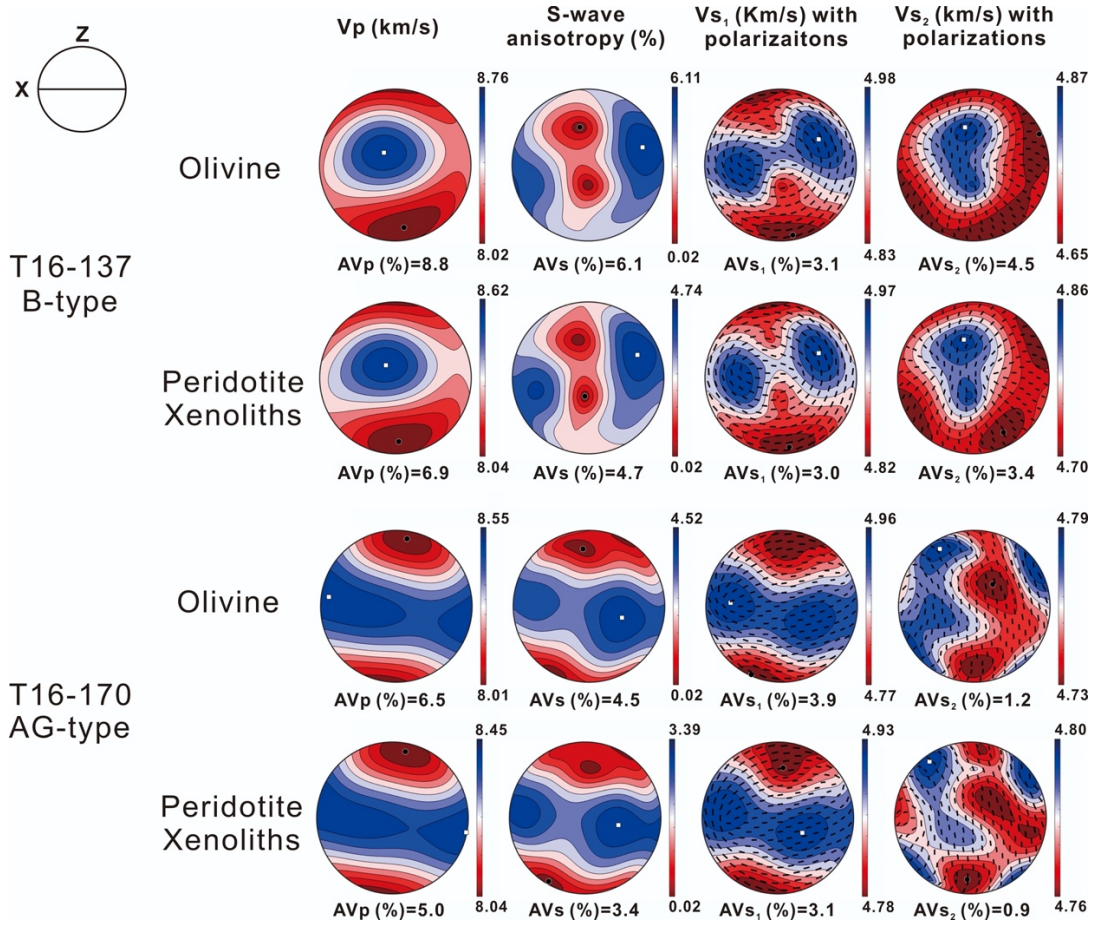 Vp (km/s)
S-wave
anisotropy (%)
Vs₁ (Km/s) with
polarizaitons
Vs₂ (km/s) with
polarizations
Z
X
T16-137
B-type
Olivine
8.76
8.02
AVp (%)=8.8
6.11
0.02
AVs (%)=6.1
4.98
4.83
AVs₁ (%)=3.1
4.87
4.65
AVs₂ (%)=4.5
Peridotite
Xenoliths
8.62
8.04
AVp (%)=6.9
4.74
0.02
AVs (%)=4.7
4.97
4.82
AVs₁ (%)=3.0
4.86
4.70
AVs₂ (%)=3.4
T16-170
AG-type
Olivine
8.55
8.01
AVp (%)=6.5
4.52
0.02
AVs (%)=4.5
4.96
4.77
AVs₁ (%)=3.9
4.79
4.73
AVs₂ (%)=1.2
Peridotite
Xenoliths
8.45
8.04
AVp (%)=5.0
3.39
0.02
AVs (%)=3.4
4.93
4.78
AVs₁ (%)=3.1
4.80
4.76
AVs₂ (%)=0.9